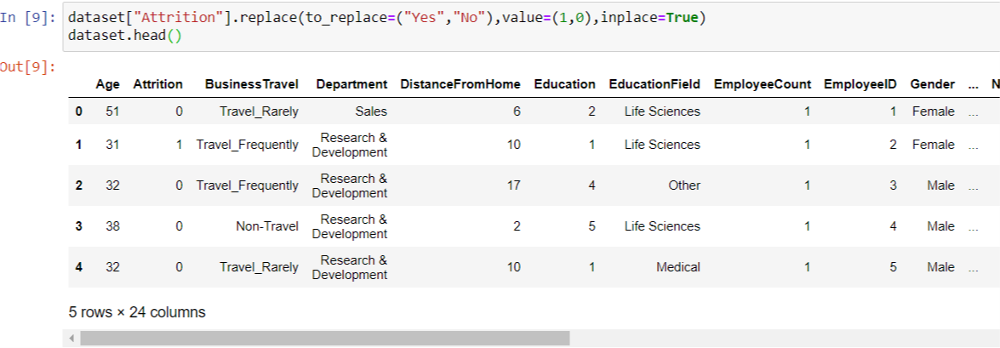 In [9]: dataset["Attrition"].replace(to_replace=("Yes","No"),value=(1,0),inplace=True)
dataset.head()
Out[9]:
Age Attrition BusinessTravel Department DistanceFromHome Education EducationField EmployeeCount EmployeeID Gender ... N
0 51 0 Travel_Rarely Sales 6 2 Life Sciences 1 1 Female ...
1 31 1 Travel_Frequently Research & Development 10 1 Life Sciences 1 2 Female ...
2 32 0 Travel_Frequently Research & Development 17 4 Other 1 3 Male ...
3 38 0 Non-Travel Research & Development 2 5 Life Sciences 1 4 Male ...
4 32 0 Travel_Rarely Research & Development 10 1 Medical 1 5 Male ...
5 rows × 24 columns